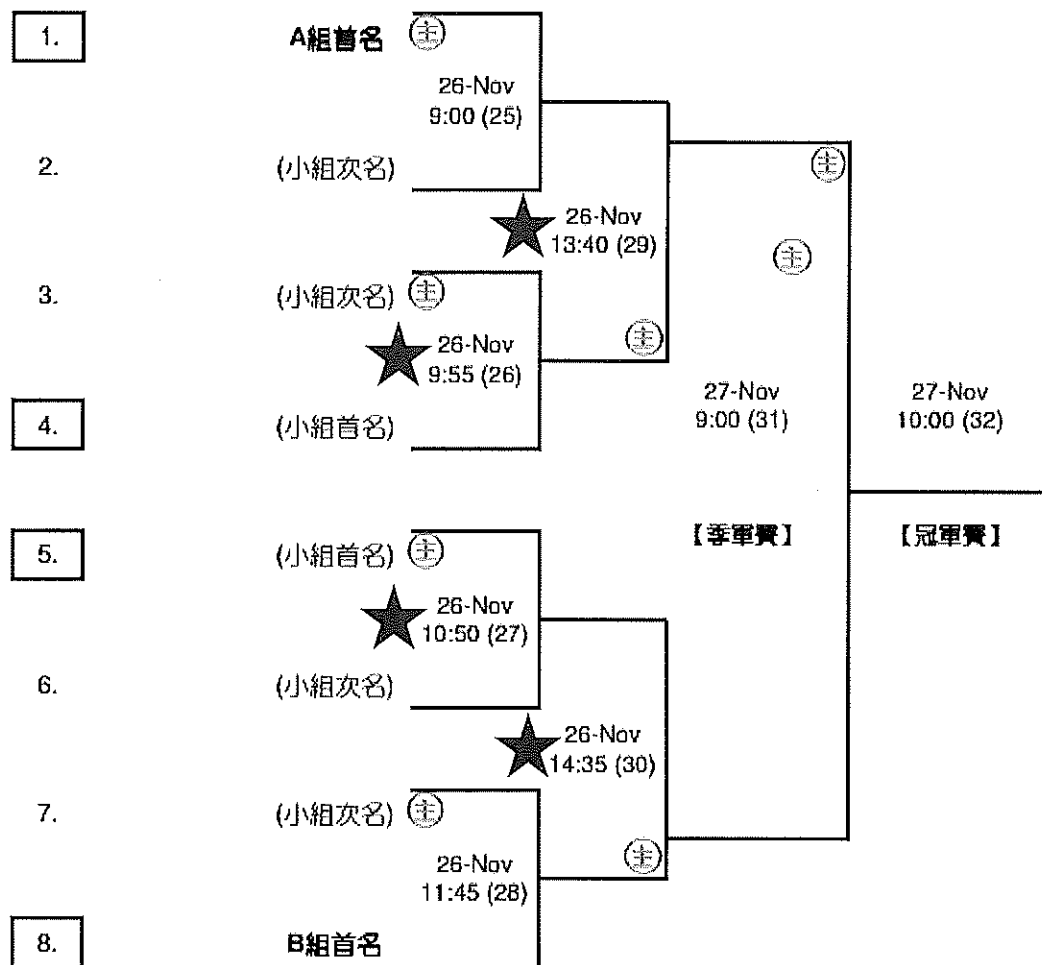 1. A組首名 主
26-Nov
9:00 (25)
2. (小組次名)
主
26-Nov
13:40 (29)
主
3. (小組次名) 主
主
26-Nov
9:55 (26)
27-Nov
9:00 (31)
27-Nov
10:00 (32)
4. (小組首名)
【季軍賽】 【冠軍賽】
5. (小組首名) 主
26-Nov
10:50 (27)
6. (小組次名)
26-Nov
14:35 (30)
7. (小組次名) 主
主
26-Nov
11:45 (28)
8. B組首名